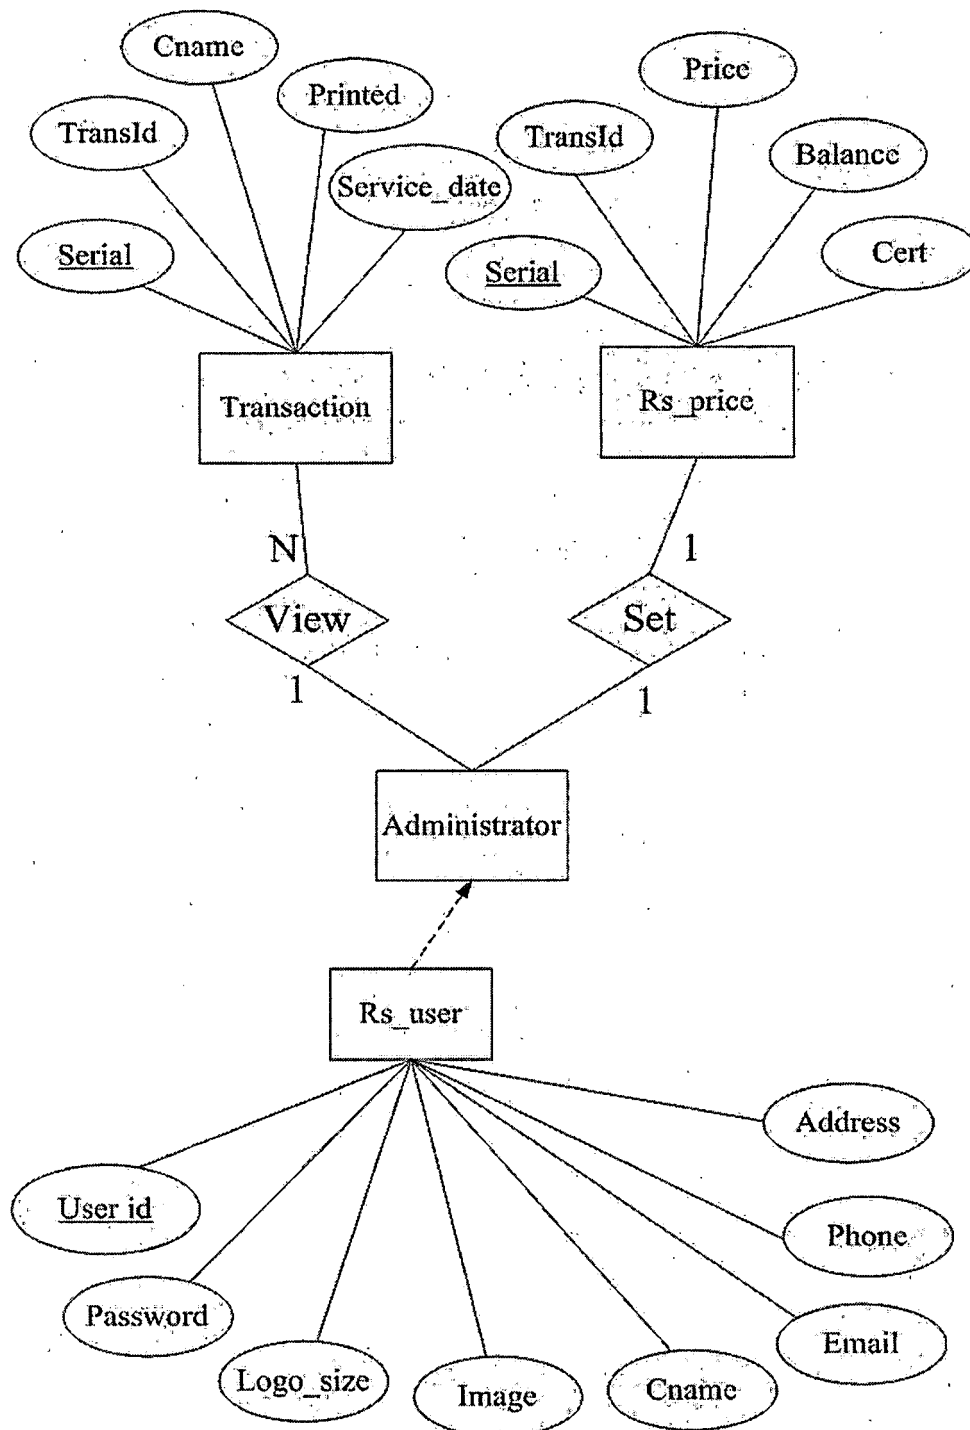 Cname
Price
Printed
TransId
TransId
Balance
Service_date
Serial
Cert
Serial
Transaction
Rs_price
N
1
View
Set
1
1
Administrator
Rs_user
Address
User id
Phone
Password
Email
Logo_size
Image
Cname